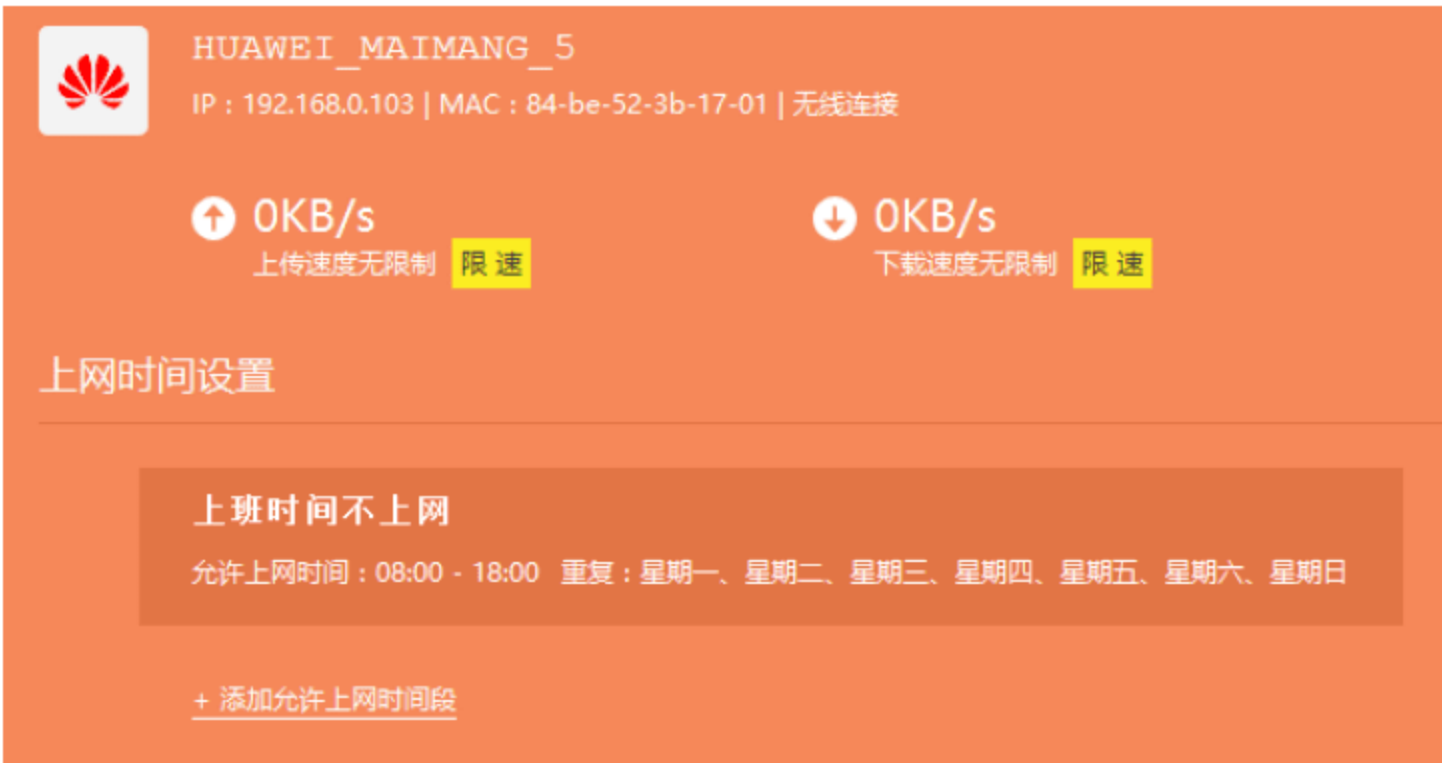 HUAWEI_MAIMANG_5
IP：192.168.0.103 | MAC：84-be-52-3b-17-01 | 无线连接
0KB/s
上传速度无限制 限 速
0KB/s
下载速度无限制 限 速
上网时间设置
上班时间不上网
允许上网时间：08:00 - 18:00 重复：星期一、星期二、星期三、星期四、星期五、星期六、星期日
+ 添加允许上网时间段